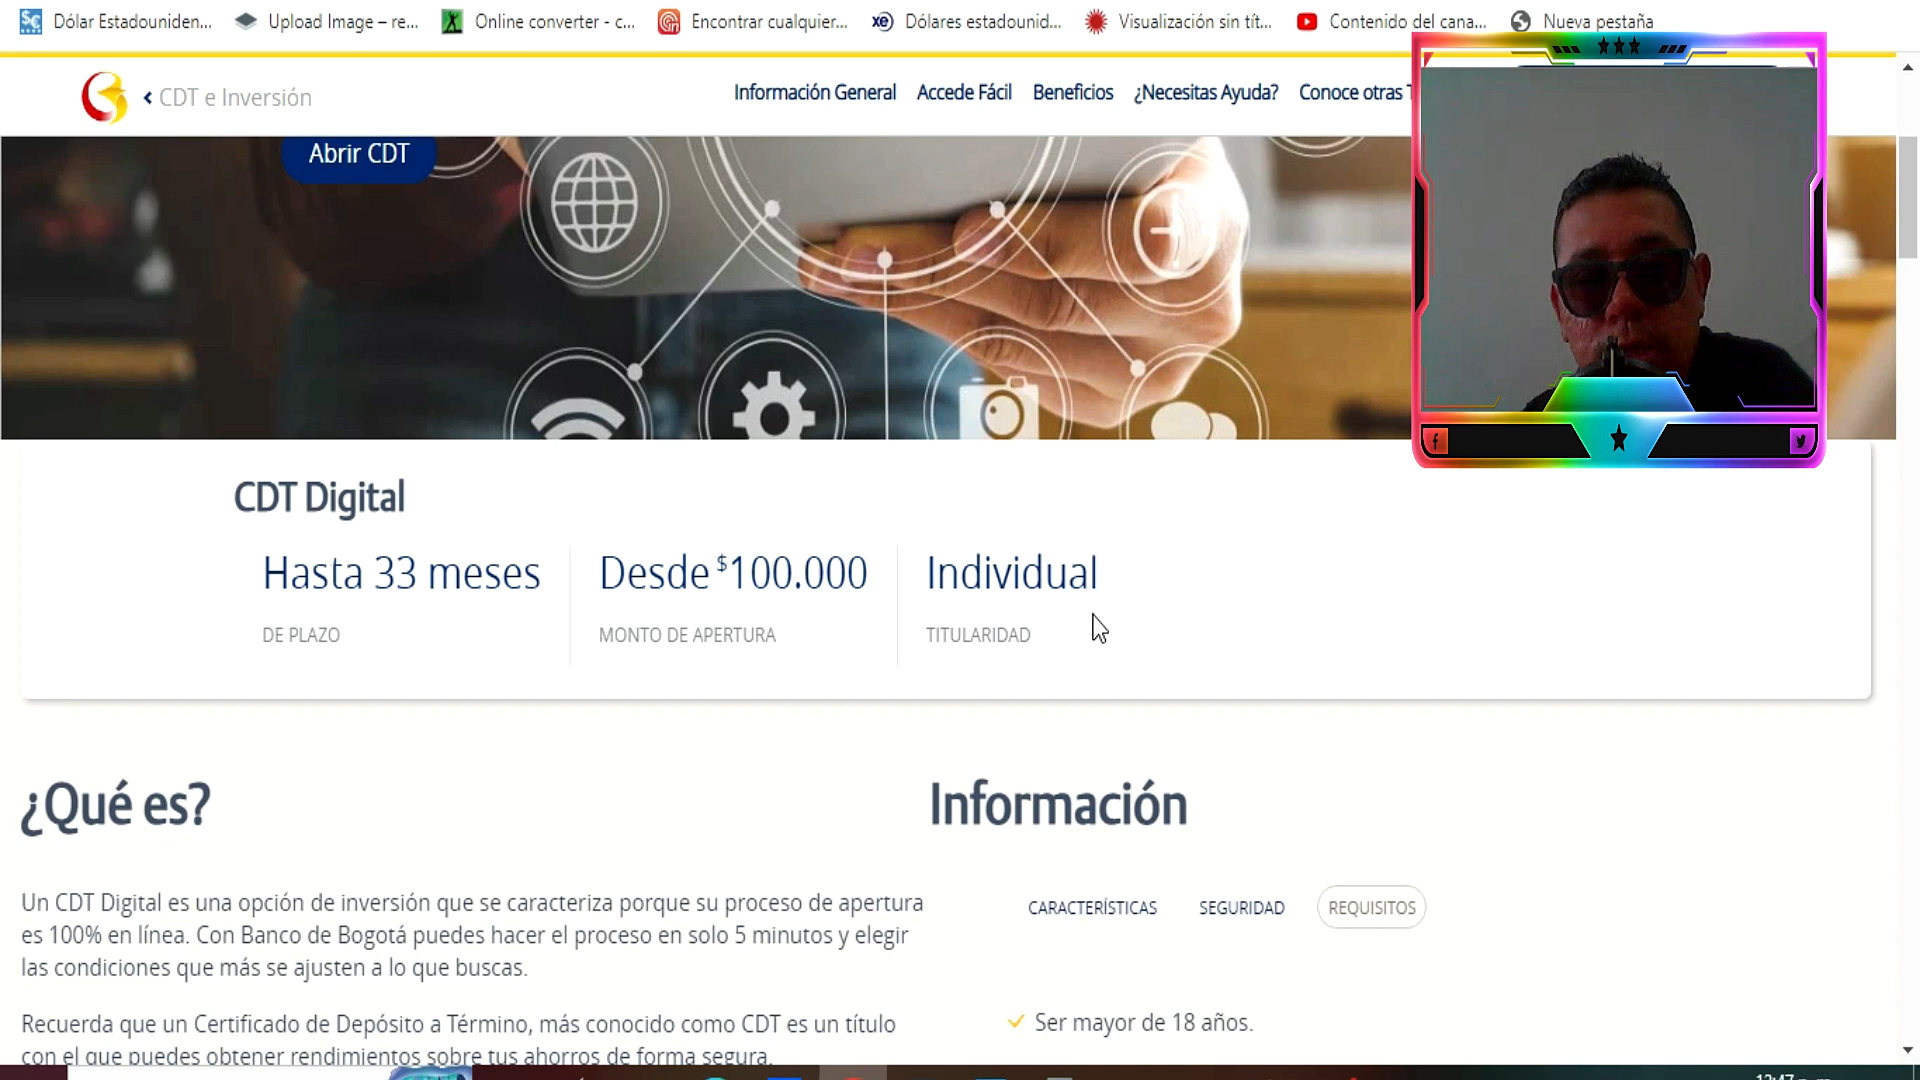 Dólar Estadouniden...
Upload Image – re...
Online converter - c...
Encontrar cualquier...
Dólares estadounid...
Visualización sin tít...
Contenido del cana...
Nueva pestaña
CDT e Inversión
Información General
Accede Fácil
Beneficios
¿Necesitas Ayuda?
Conoce otras
Abrir CDT
CDT Digital
Hasta 33 meses
DE PLAZO
Desde $100.000
MONTO DE APERTURA
Individual
TITULARIDAD
¿Qué es?
Un CDT Digital es una opción de inversión que se caracteriza porque su proceso de apertura
es 100% en línea. Con Banco de Bogotá puedes hacer el proceso en solo 5 minutos y elegir
las condiciones que más se ajusten a lo que buscas.
Recuerda que un Certificado de Depósito a Término, más conocido como CDT es un título
con el que puedes obtener rendimientos sobre tus ahorros de forma segura.
Información
CARACTERÍSTICAS
SEGURIDAD
REQUISITOS
Ser mayor de 18 años.